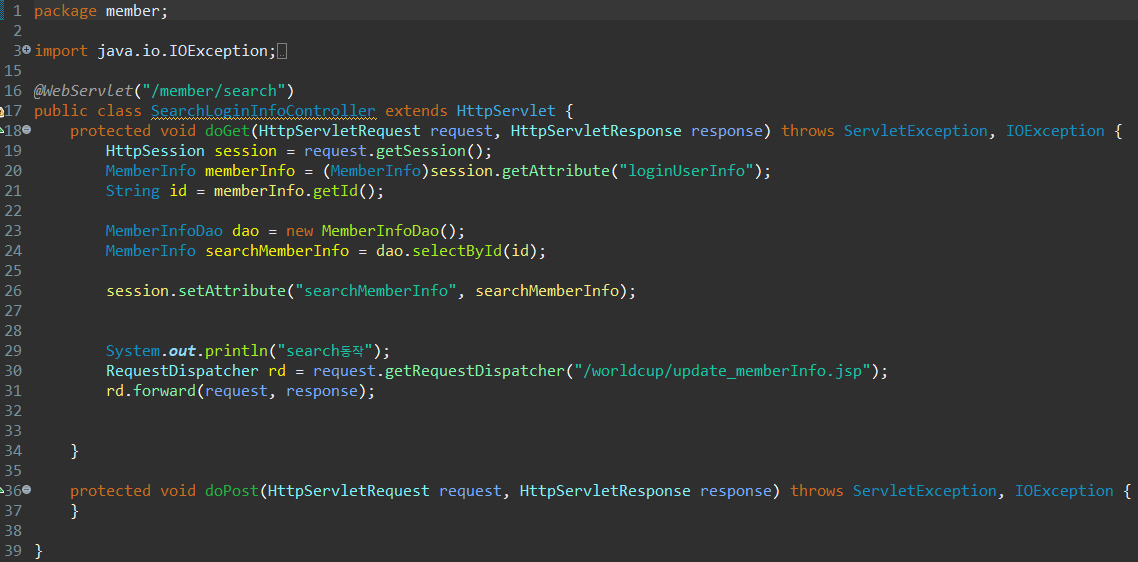 1 package member;
2
3 import java.io.IOException;
15
16 @WebServlet("/member/search")
17 public class SearchLoginInfoController extends HttpServlet {
18 protected void doGet(HttpServletRequest request, HttpServletResponse response) throws ServletException, IOException {
19 HttpSession session = request.getSession();
20 MemberInfo memberInfo = (MemberInfo)session.getAttribute("loginUserInfo");
21 String id = memberInfo.getId();
22
23 MemberInfoDao dao = new MemberInfoDao();
24 MemberInfo searchMemberInfo = dao.selectById(id);
25
26 session.setAttribute("searchMemberInfo", searchMemberInfo);
27
28
29 System.out.println("search동작");
30 RequestDispatcher rd = request.getRequestDispatcher("/worldcup/update_memberInfo.jsp");
31 rd.forward(request, response);
32
33
34 }
35
36 protected void doPost(HttpServletRequest request, HttpServletResponse response) throws ServletException, IOException {
37 }
38
39 }